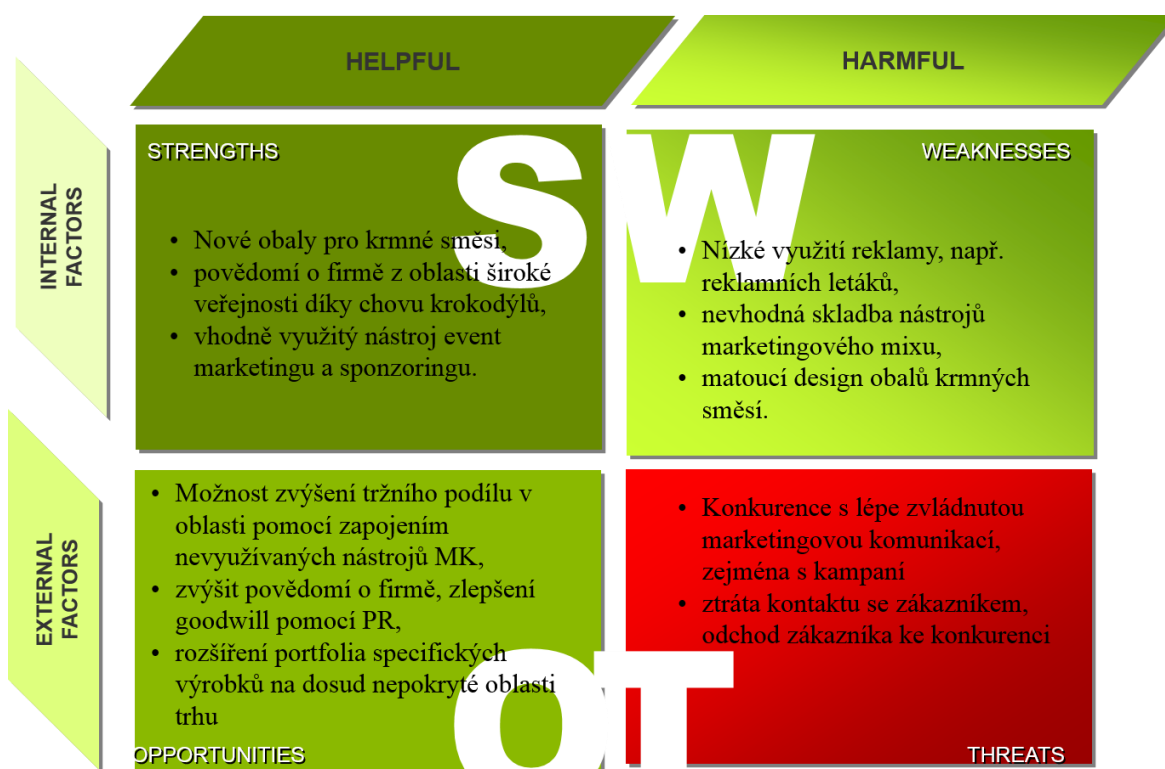 HELPFUL
HARMFUL
INTERNAL
FACTORS
STRENGTHS
S
• Nové obaly pro krmné směsi,
• povědomí o firmě z oblasti široké
veřejnosti díky chovu krokodýlů,
• vhodně využitý nástroj event
marketingu a sponzoringu.
W
WEAKNESSES
• Nízké využití reklamy, např.
reklamních letáků,
• nevhodná skladba nástrojů
marketingového mixu,
• matoucí design obalů krmných
směsí.
EXTERNAL
FACTORS
• Možnost zvýšení tržního podílu v
oblasti pomocí zapojením
nevyužívaných nástrojů MK,
• zvýšit povědomí o firmě, zlepšení
goodwill pomocí PR,
• rozšíření portfolia specifických
výrobků na dosud nepokryté oblasti
trhu
O
OPPORTUNITIES
• Konkurence s lépe zvládnutou
marketingovou komunikací,
zejména s kampaní
• ztráta kontaktu se zákazníkem,
odchod zákazníka ke konkurenci
T
THREATS